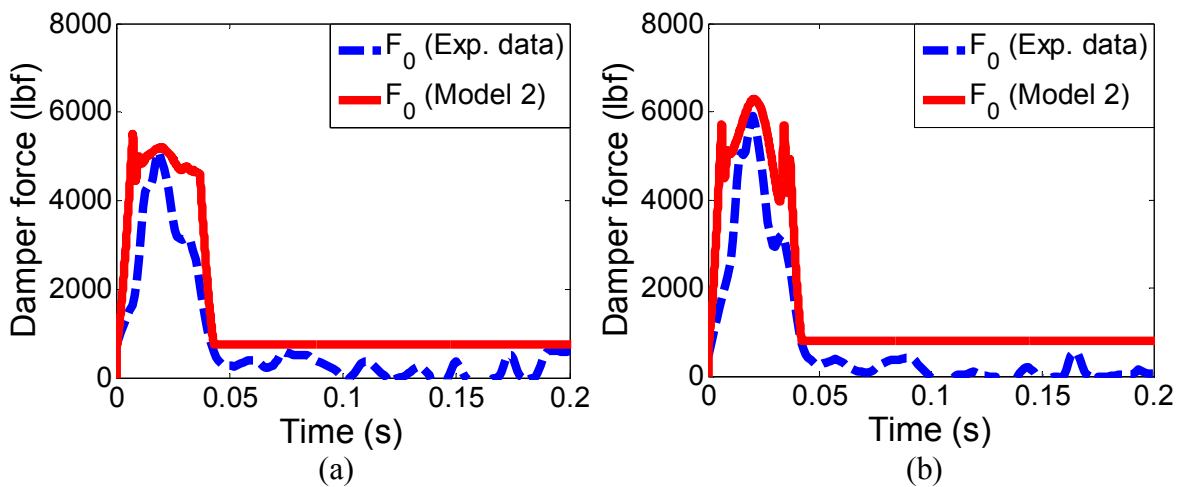 8000
6000
4000
2000
0
Damper force (lbf)
F0 (Exp. data)
F0 (Model 2)
0 0.05 0.1 0.15 0.2
Time (s)
(a)
8000
6000
4000
2000
0
Damper force (lbf)
F0 (Exp. data)
F0 (Model 2)
0 0.05 0.1 0.15 0.2
Time (s)
(b)